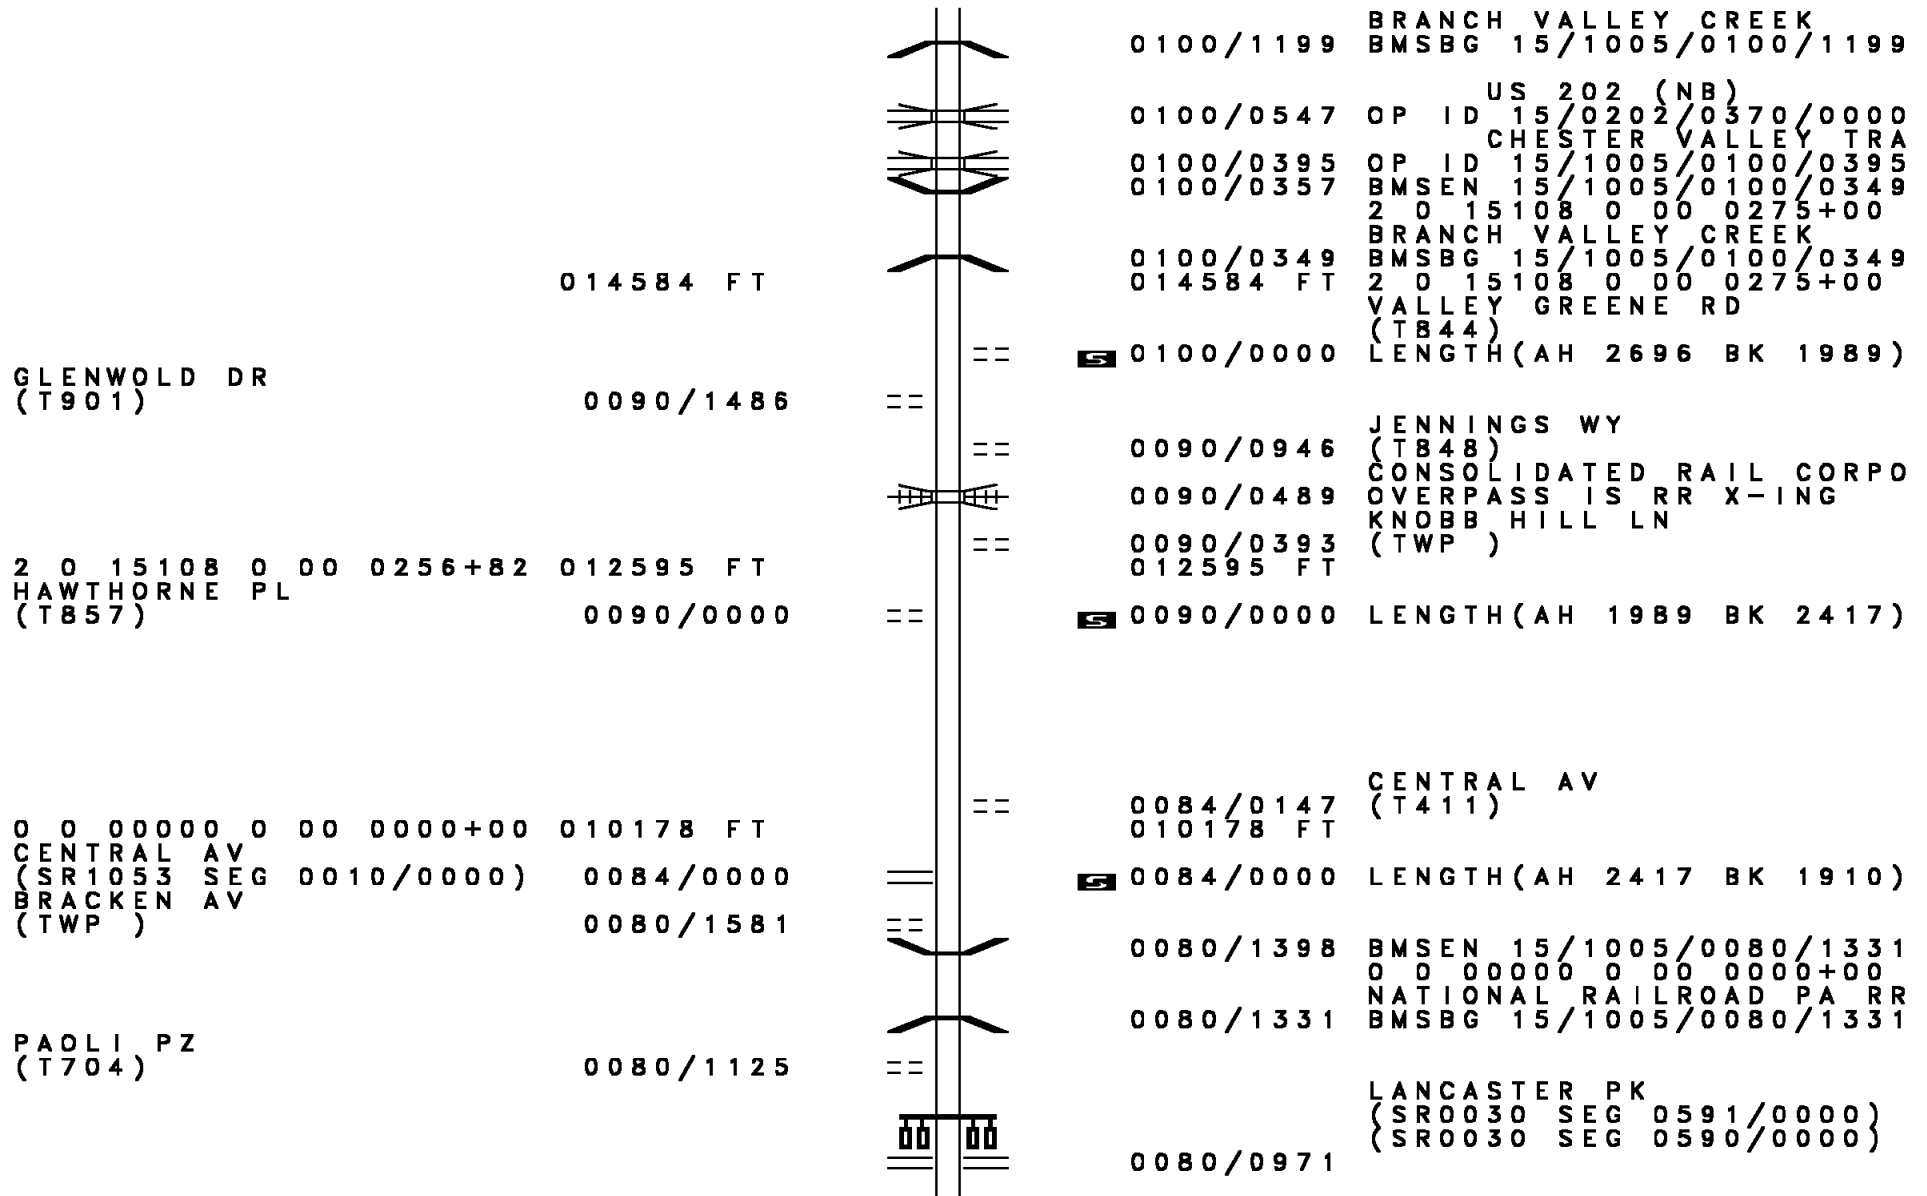 BRANCH VALLEY CREEK
0100/1199 BMSBG 15/1005/0100/1199
US 202 (NB)
0100/0547 OP ID 15/0202/0370/0000
CHESTER VALLEY TRA
0100/0395 OP ID 15/1005/0100/0395
0100/0357 BMSEN 15/1005/0100/0349
2 0 15108 0 00 0275+00
BRANCH VALLEY CREEK
0100/0349 BMSBG 15/1005/0100/0349
014584 FT 014584 FT 2 0 15108 0 00 0275+00
VALLEY GREENE RD
(T844)
S 0100/0000 LENGTH(AH 2696 BK 1989)
GLENWOLD DR
(T901) 0090/1486
JENNINGS WY
0090/0946 (T848)
CONSOLIDATED RAIL CORPO
0090/0489 OVERPASS IS RR X-ING
KNOBB HILL LN
0090/0393 (TWP )
2 0 15108 0 00 0256+82 012595 FT 012595 FT
HAWTHORNE PL
(T857) 0090/0000 S 0090/0000 LENGTH(AH 1989 BK 2417)
CENTRAL AV
0084/0147 (T411)
0 0 00000 0 00 0000+00 010178 FT 010178 FT
CENTRAL AV
(SR1053 SEG 0010/0000) 0084/0000 S 0084/0000 LENGTH(AH 2417 BK 1910)
BRACKEN AV
(TWP ) 0080/1581
0080/1398 BMSEN 15/1005/0080/1331
0 0 00000 0 00 0000+00
NATIONAL RAILROAD PA RR
0080/1331 BMSBG 15/1005/0080/1331
PAOLI PZ
(T704) 0080/1125
LANCASTER PK
(SR0030 SEG 0591/0000)
(SR0030 SEG 0590/0000)
0080/0971